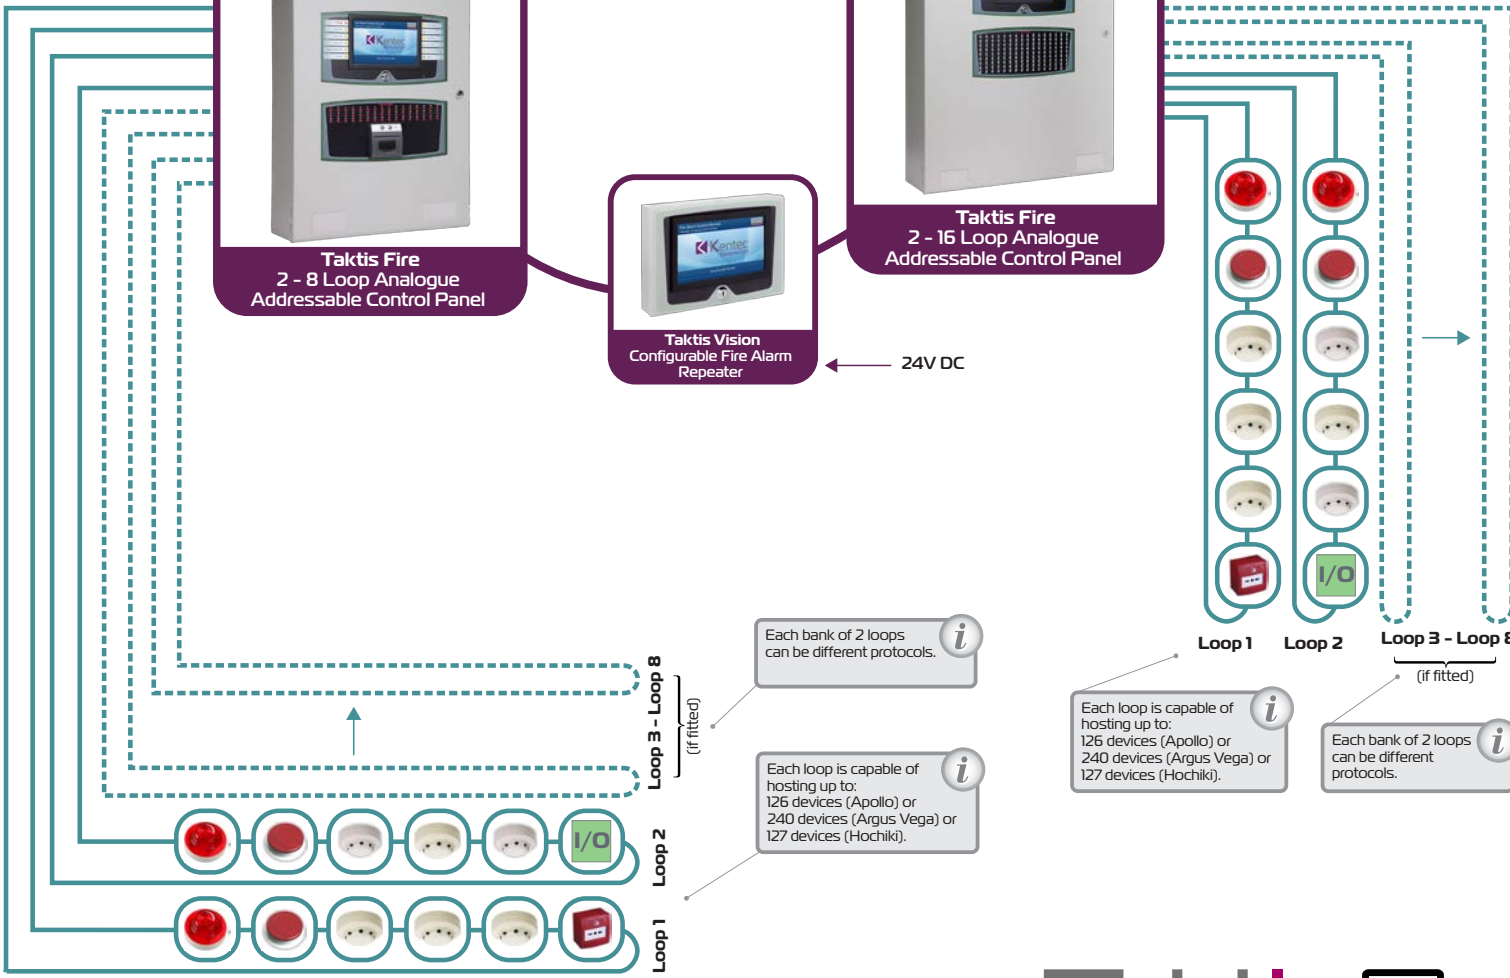 Kentec
Taktis Fire
2 - 8 Loop Analogue
Addressable Control Panel
Kentec
Taktis Vision
Configurable Fire Alarm
Repeater
24V DC
Taktis Fire
2 - 16 Loop Analogue
Addressable Control Panel
I/O
Loop 1
Loop 2
Loop 3 - Loop 8
(if fitted)
Each loop is capable of
hosting up to:
126 devices (Apollo) or
240 devices (Argus Vega) or
127 devices (Hochiki).
i
Each bank of 2 loops
can be different
protocols.
i
Each bank of 2 loops
can be different protocols.
i
Loop 3 - Loop 8
(if fitted)
Each loop is capable of
hosting up to:
126 devices (Apollo) or
240 devices (Argus Vega) or
127 devices (Hochiki).
i
I/O
Loop 2
Loop 1